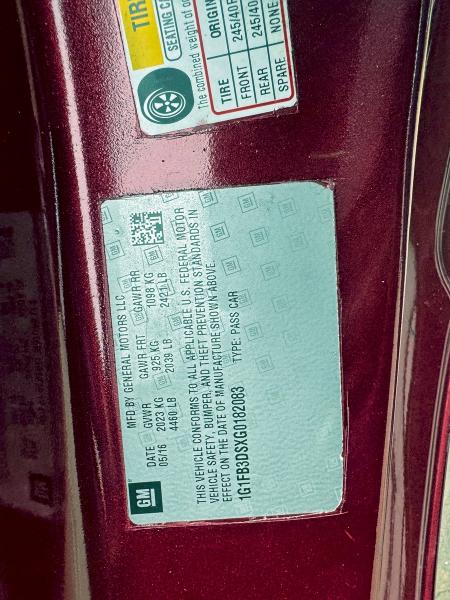 TIRE
SEATING C
The combined weight of o
TIRE ORIGIN
FRONT 245/40R
REAR 245/40
SPARE NONE
GM
MFD BY GENERAL MOTORS LLC
DATE GVWR GAWR FRT GAWR RR
05/16 2023 KG 925 KG 1098 KG
4460 LB 2039 LB 2421 LB
THIS VEHICLE CONFORMS TO ALL APPLICABLE U.S. FEDERAL MOTOR
VEHICLE SAFETY, BUMPER, AND THEFT PREVENTION STANDARDS IN
EFFECT ON THE DATE OF MANUFACTURE SHOWN ABOVE.
1G1FB3DSXG0182083 TYPE: PASS CAR